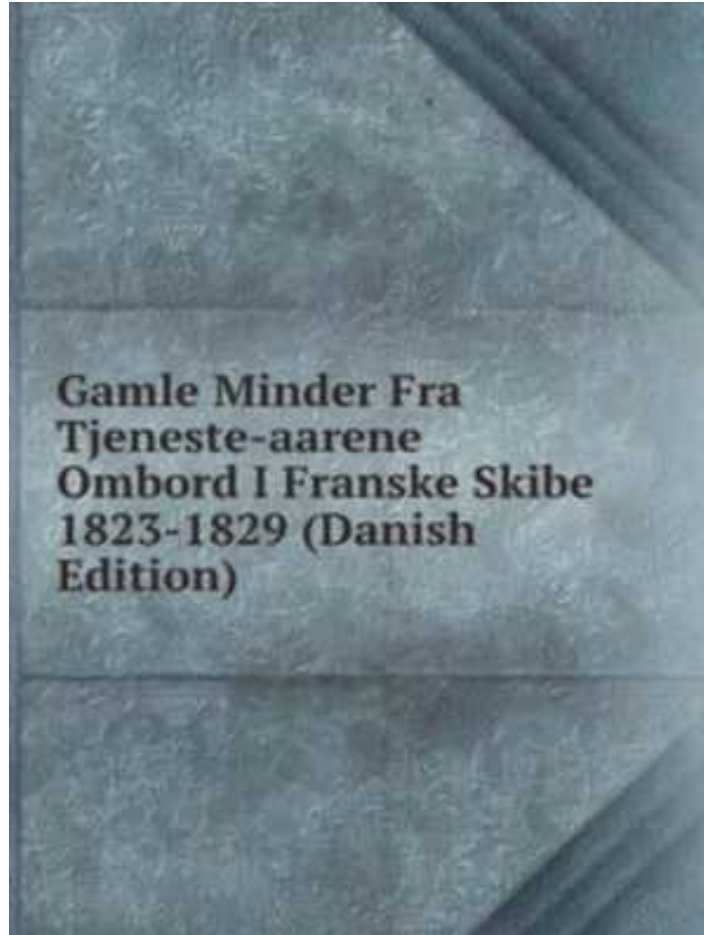 Gamle Minder Fra
Tjeneste-aarene
Ombord I Franske Skibe
1823-1829 (Danish
Edition)